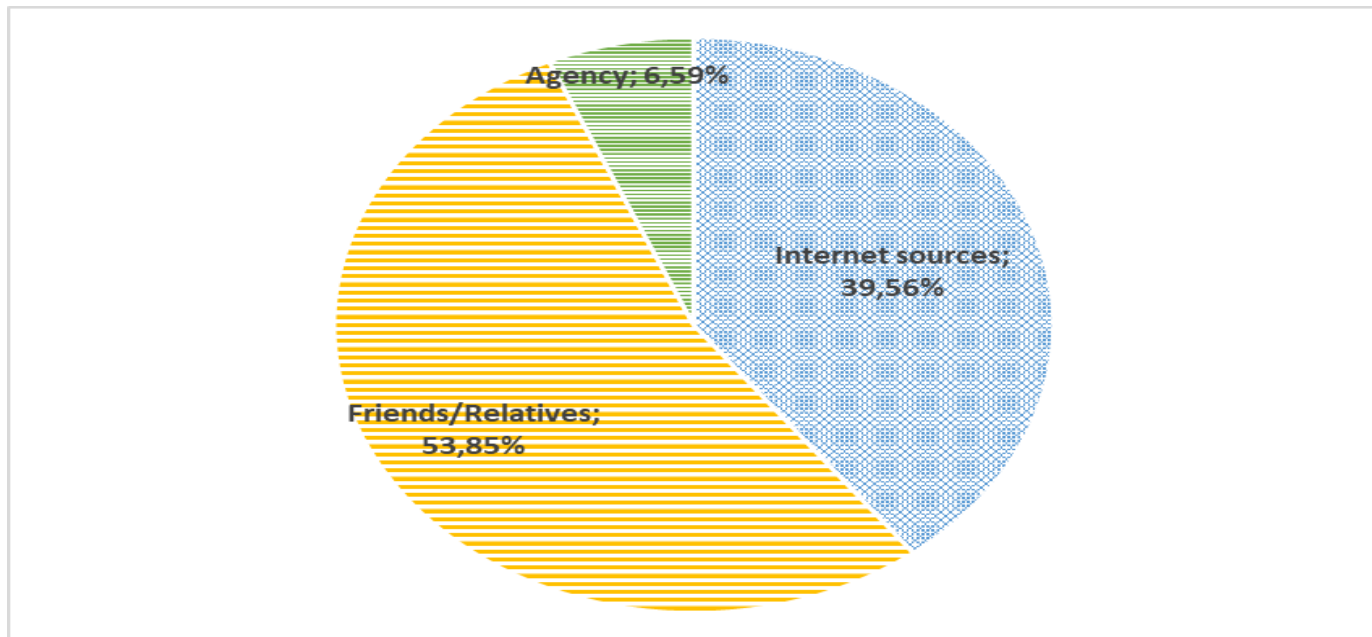 Agency; 6,59%
Internet sources;
39,56%
Friends/Relatives;
53,85%